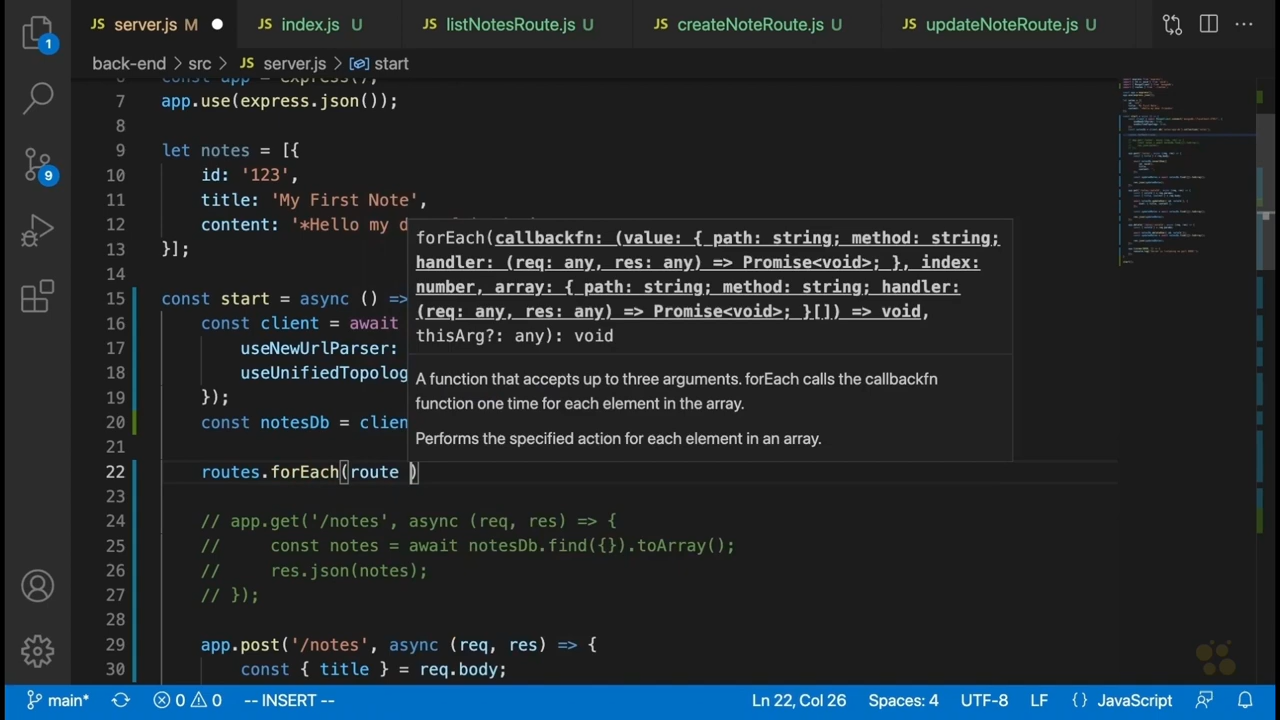 JS server.js M
JS index.js U
JS listNotesRoute.js U
JS createNoteRoute.js U
JS updateNoteRoute.js U
back-end > src > JS server.js > start
6 const app = express();
7 app.use(express.json());
8
9 let notes = [{
10 id: '123',
11 title: 'My First Note',
12 content: '*Hello my d
13 }];
14
15 const start = async () =>
16 const client = await
17 useNewUrlParser:
18 useUnifiedTopolog
19 });
20 const notesDb = clien
21
22 routes.forEach(route )
23
24 // app.get('/notes', async (req, res) => {
25 // const notes = await notesDb.find({}).toArray();
26 // res.json(notes);
27 // });
28
29 app.post('/notes', async (req, res) => {
30 const { title } = req.body;
forEach(callbackfn: (value: { path: string; method: string;
handler: (req: any, res: any) => Promise<void>; }, index:
number, array: { path: string; method: string; handler:
(req: any, res: any) => Promise<void>; }[]) => void,
thisArg?: any): void
A function that accepts up to three arguments. forEach calls the callbackfn
function one time for each element in the array.
Performs the specified action for each element in an array.
1
9
main* 0 0 -- INSERT -- Ln 22, Col 26 Spaces: 4 UTF-8 LF {} JavaScript